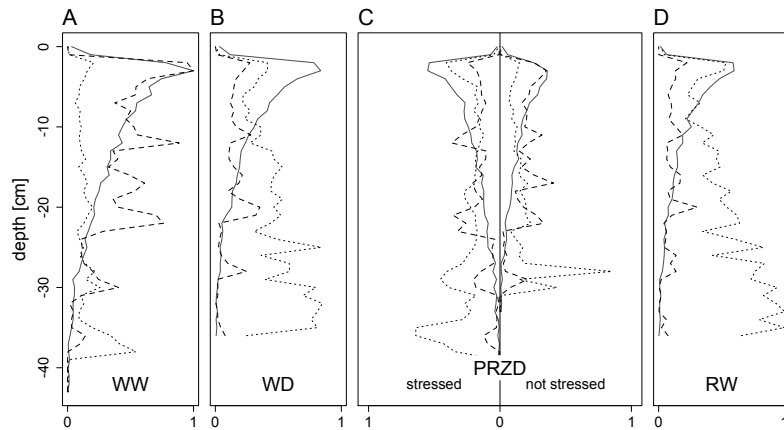 A
B
C
D
depth [cm]
0
-10
-20
-30
-40
WW
WD
PRZD
stressed
not stressed
RW
0
1
0
1
1
0
1
0
1